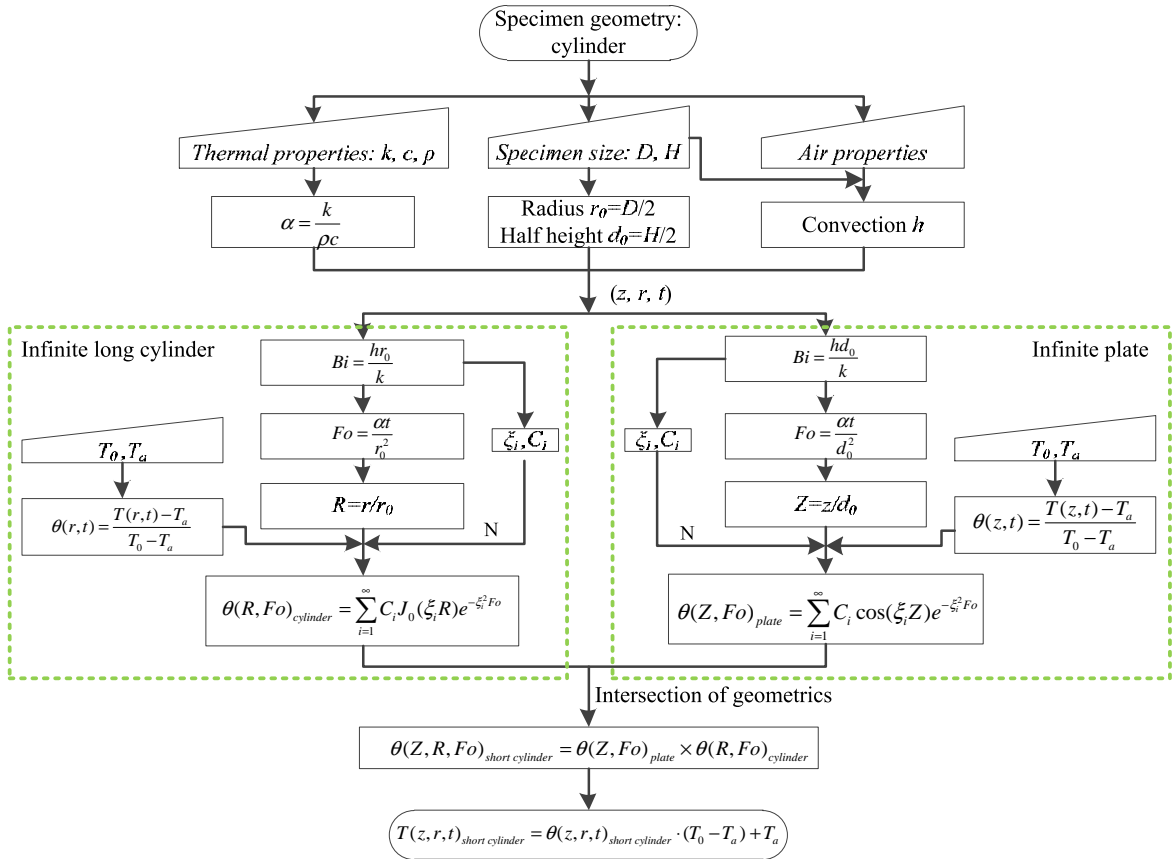 Specimen geometry:
cylinder
Thermal properties: k, c, ρ
Specimen size: D, H
Air properties
α = k/ρc
Radius r₀=D/2
Half height d₀=H/2
Convection h
(z, r, t)
Infinite long cylinder
Bi = hr₀/k
Fo = αt/r₀²
ξᵢ,Cᵢ
T₀,Tₐ
R=r/r₀
θ(r,t) = (T(r,t)−Tₐ)/(T₀−Tₐ)
N
θ(R,Fo)cylinder = ∑_{i=1}^{∞} CᵢJ₀(ξᵢR)e^{−ξᵢ²Fo}
Infinite plate
Bi = hd₀/k
Fo = αt/d₀²
ξᵢ,Cᵢ
T₀,Tₐ
Z=z/d₀
θ(z,t) = (T(z,t)−Tₐ)/(T₀−Tₐ)
N
θ(Z,Fo)plate = ∑_{i=1}^{∞} Cᵢ cos(ξᵢZ)e^{−ξᵢ²Fo}
Intersection of geometrics
θ(Z,R,Fo)short cylinder = θ(Z,Fo)plate × θ(R,Fo)cylinder
T(z,r,t)short cylinder = θ(z,r,t)short cylinder ·(T₀−Tₐ)+Tₐ